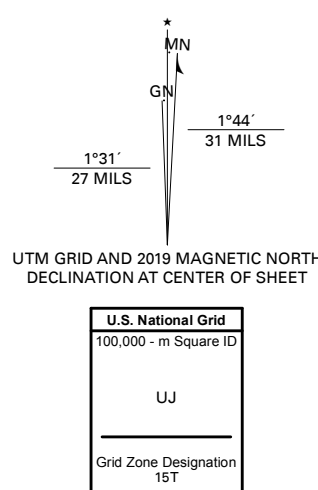 ★
MN
GN
1°44´
31 MILS
1°31´
27 MILS
UTM GRID AND 2019 MAGNETIC NORTH
DECLINATION AT CENTER OF SHEET
U.S. National Grid
100,000 - m Square ID
UJ
Grid Zone Designation
15T